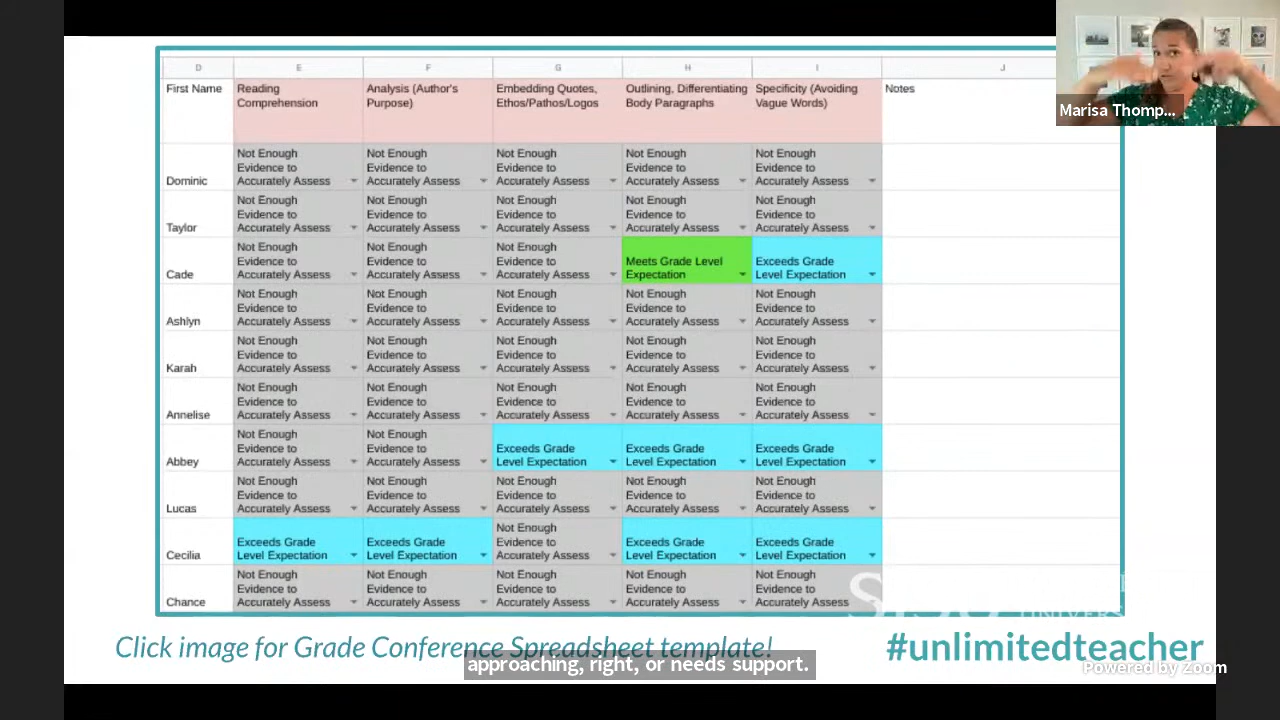 D E F G H I J
First Name Reading Comprehension Analysis (Author's Purpose) Embedding Quotes, Ethos/Pathos/Logos Outlining, Differentiating Body Paragraphs Specificity (Avoiding Vague Words) Notes
Dominic Not Enough Evidence to Accurately Assess Not Enough Evidence to Accurately Assess Not Enough Evidence to Accurately Assess Not Enough Evidence to Accurately Assess Not Enough Evidence to Accurately Assess
Taylor Not Enough Evidence to Accurately Assess Not Enough Evidence to Accurately Assess Not Enough Evidence to Accurately Assess Not Enough Evidence to Accurately Assess Not Enough Evidence to Accurately Assess
Cade Not Enough Evidence to Accurately Assess Not Enough Evidence to Accurately Assess Not Enough Evidence to Accurately Assess Meets Grade Level Expectation Exceeds Grade Level Expectation
Ashlyn Not Enough Evidence to Accurately Assess Not Enough Evidence to Accurately Assess Not Enough Evidence to Accurately Assess Not Enough Evidence to Accurately Assess Not Enough Evidence to Accurately Assess
Karah Not Enough Evidence to Accurately Assess Not Enough Evidence to Accurately Assess Not Enough Evidence to Accurately Assess Not Enough Evidence to Accurately Assess Not Enough Evidence to Accurately Assess
Annelise Not Enough Evidence to Accurately Assess Not Enough Evidence to Accurately Assess Not Enough Evidence to Accurately Assess Not Enough Evidence to Accurately Assess Not Enough Evidence to Accurately Assess
Abbey Not Enough Evidence to Accurately Assess Not Enough Evidence to Accurately Assess Exceeds Grade Level Expectation Exceeds Grade Level Expectation Exceeds Grade Level Expectation
Lucas Not Enough Evidence to Accurately Assess Not Enough Evidence to Accurately Assess Not Enough Evidence to Accurately Assess Not Enough Evidence to Accurately Assess Not Enough Evidence to Accurately Assess
Cecilia Exceeds Grade Level Expectation Exceeds Grade Level Expectation Not Enough Evidence to Accurately Assess Exceeds Grade Level Expectation Exceeds Grade Level Expectation
Chance Not Enough Evidence to Accurately Assess Not Enough Evidence to Accurately Assess Not Enough Evidence to Accurately Assess Not Enough Evidence to Accurately Assess Not Enough Evidence to Accurately Assess
Marisa Thomp...
Click image for Grade Conference Spreadsheet template!
#unlimitedteacher
approaching, right, or needs support.
Powered by Zoom